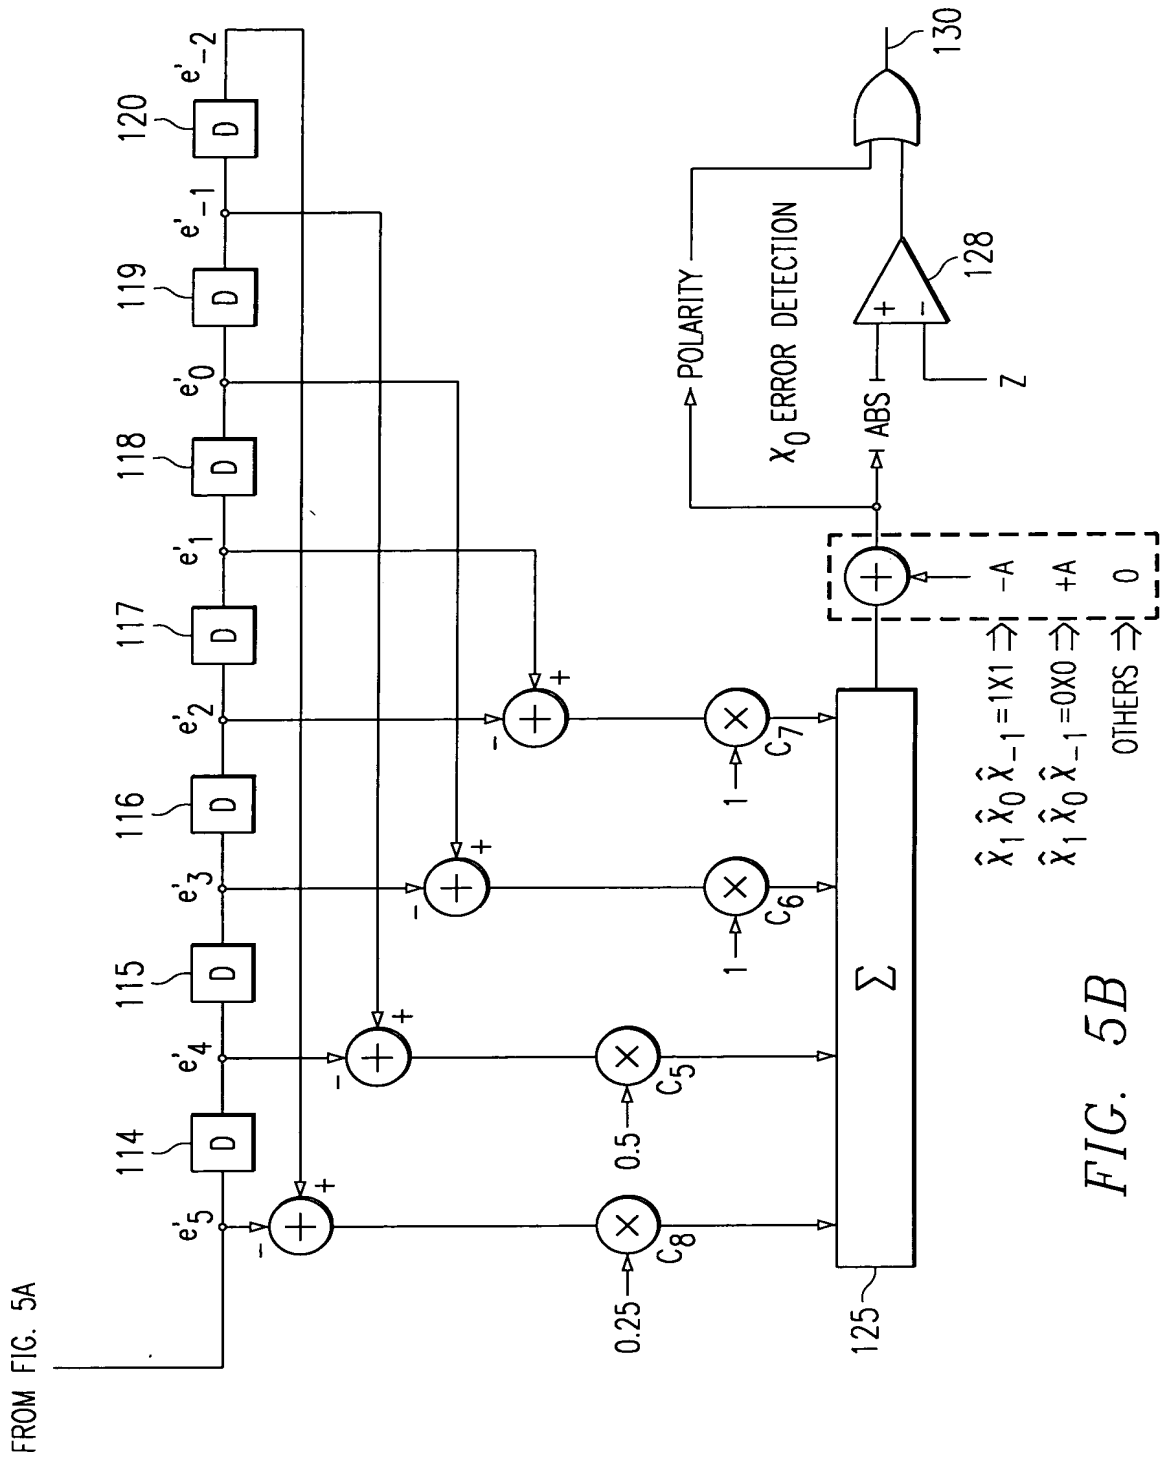 FROM FIG. 5A
114 115 116 117 118 119 120
D D D D D D D
e'5 e'4 e'3 e'2 e'1 e'0 e'-1 e'-2
- + - + - + - +
+ + + +
0.25 0.5 1 1
× × × ×
C8 C5 C6 C7
125
Σ
+
-A
+A
0
X̂1 X̂0 X̂-1 = 1X1 ⇒
X̂1 X̂0 X̂-1 = 0X0 ⇒
OTHERS ⇒
POLARITY
X0 ERROR DETECTION
ABS
+
-
Z
128
130
FIG. 5B